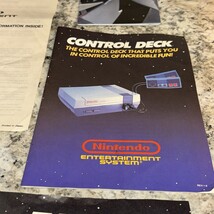 CONTROL DECK
THE CONTROL DECK THAT PUTS YOU
IN CONTROL OF INCREDIBLE FUN!
Nintendo
ENTERTAINMENT
SYSTEM